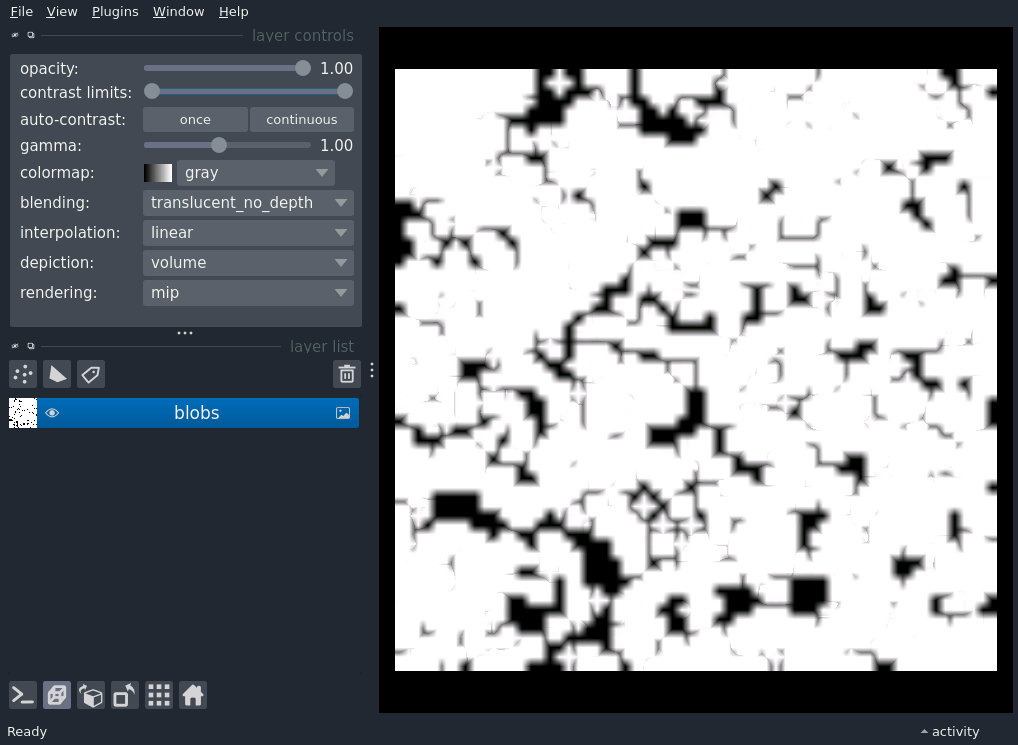 File View Plugins Window Help
layer controls
opacity: 1.00
contrast limits:
auto-contrast: once continuous
gamma: 1.00
colormap: gray
blending: translucent_no_depth
interpolation: linear
depiction: volume
rendering: mip
layer list
blobs
Ready activity